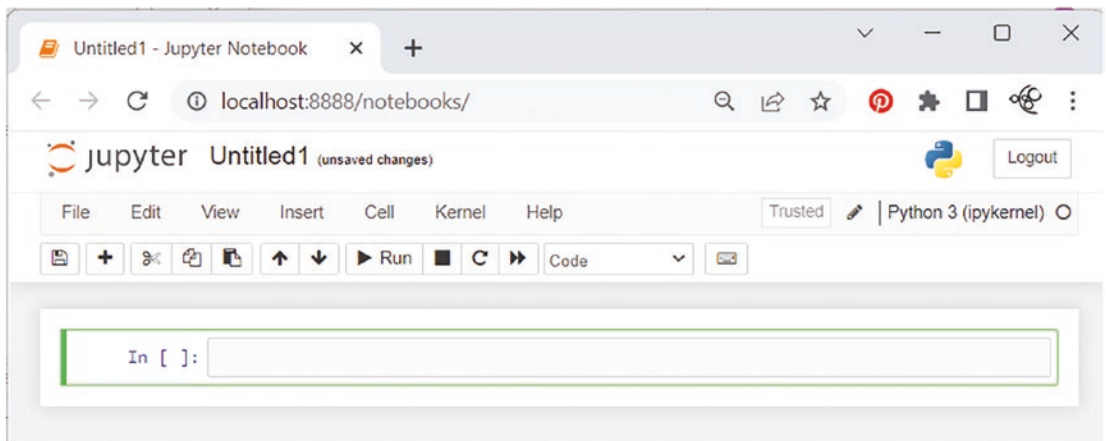 Untitled1 - Jupyter Notebook
localhost:8888/notebooks/
jupyter Untitled1 (unsaved changes) Logout
File Edit View Insert Cell Kernel Help Trusted Python 3 (ipykernel)
Run Code
In [ ]: